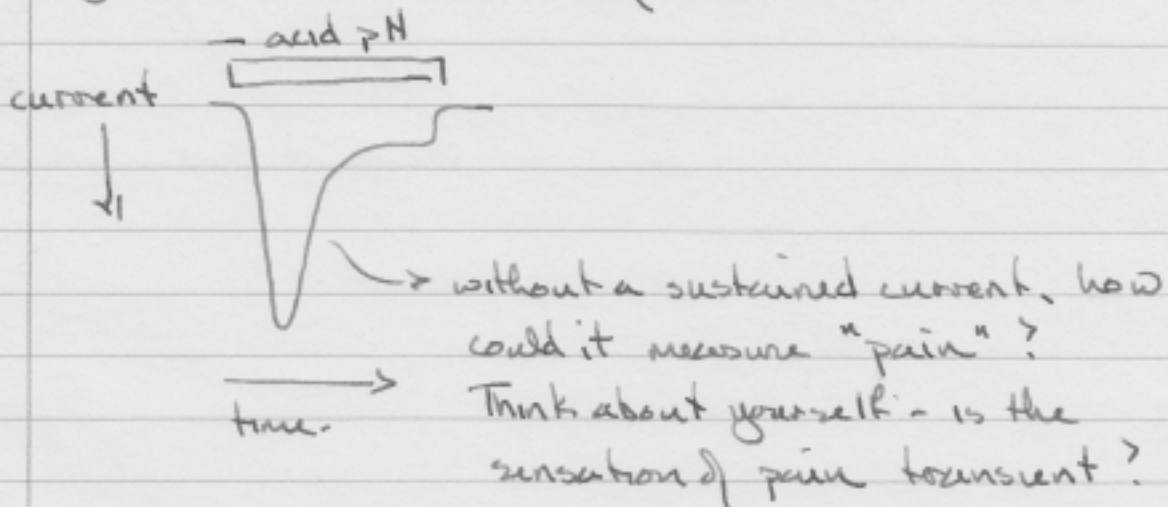 acid pH
current
without a sustained current, how
could it measure "pain"?
Think about yourself - is the
time.
sensation of pain transient?